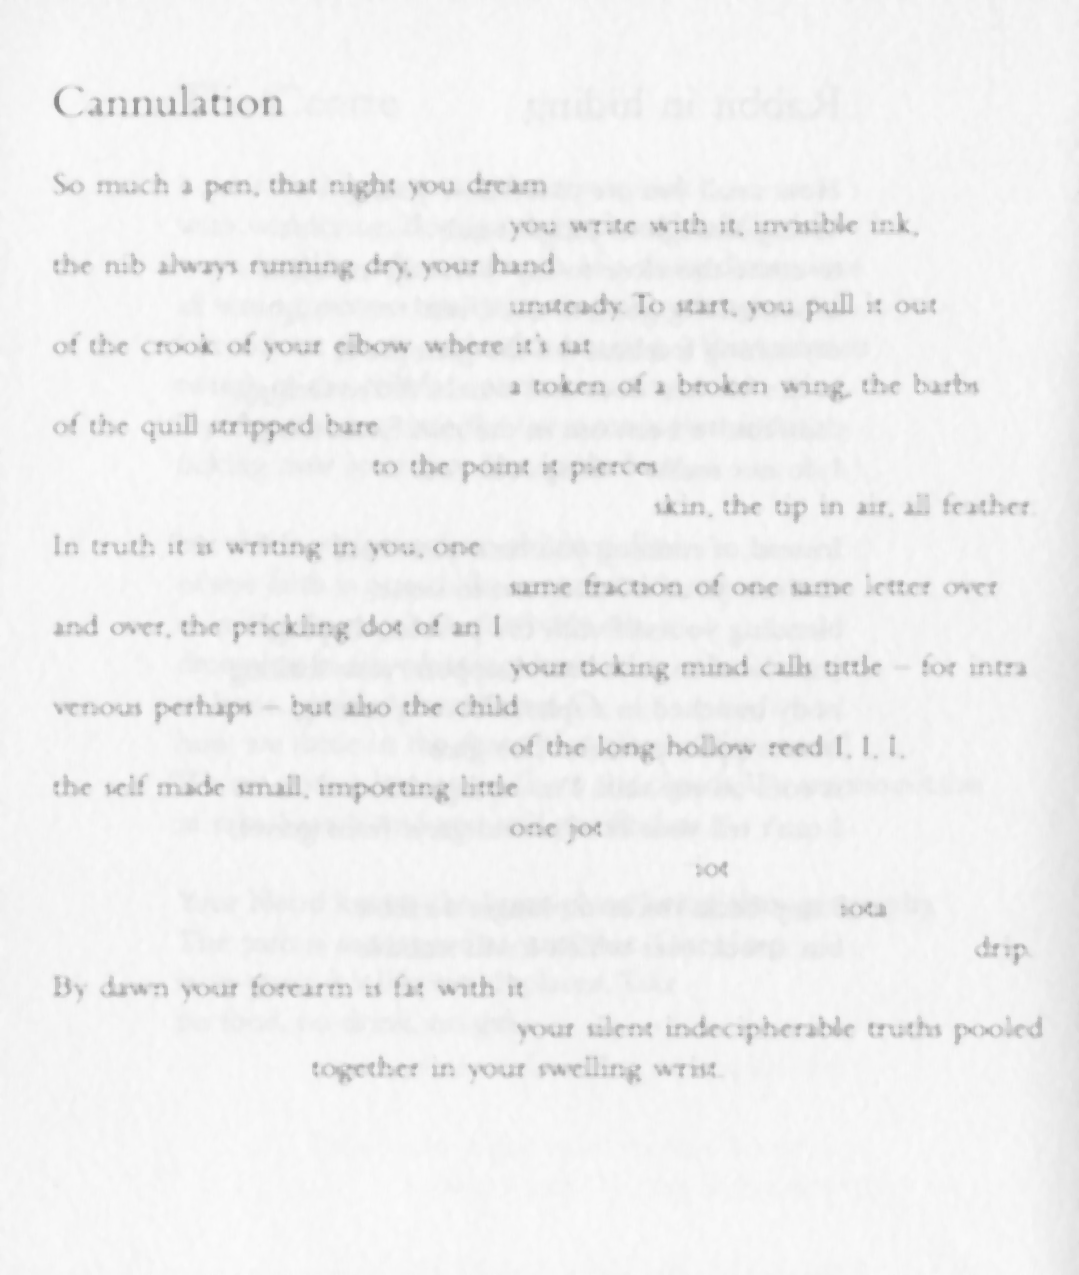 Cannulation
So much a pen, that night you dream
you write with it, invisible ink,
the nib always running dry, your hand
unsteady. To start, you pull it out
of the crook of your elbow where it's sat
a token of a broken wing, the barbs
of the quill stripped bare
to the point it pierces
skin, the tip in air, all feather.
In truth it is writing in you, one
same fraction of one same letter over
and over, the prickling dot of an I
your ticking mind calls tittle – for intra
venous perhaps – but also the child
of the long hollow reed I, I, I,
the self made small, importing little
one jot
iot
iota
drip.
By dawn your forearm is fat with it
your silent indecipherable truths pooled
together in your swelling wrist.
Rabbit in hiding